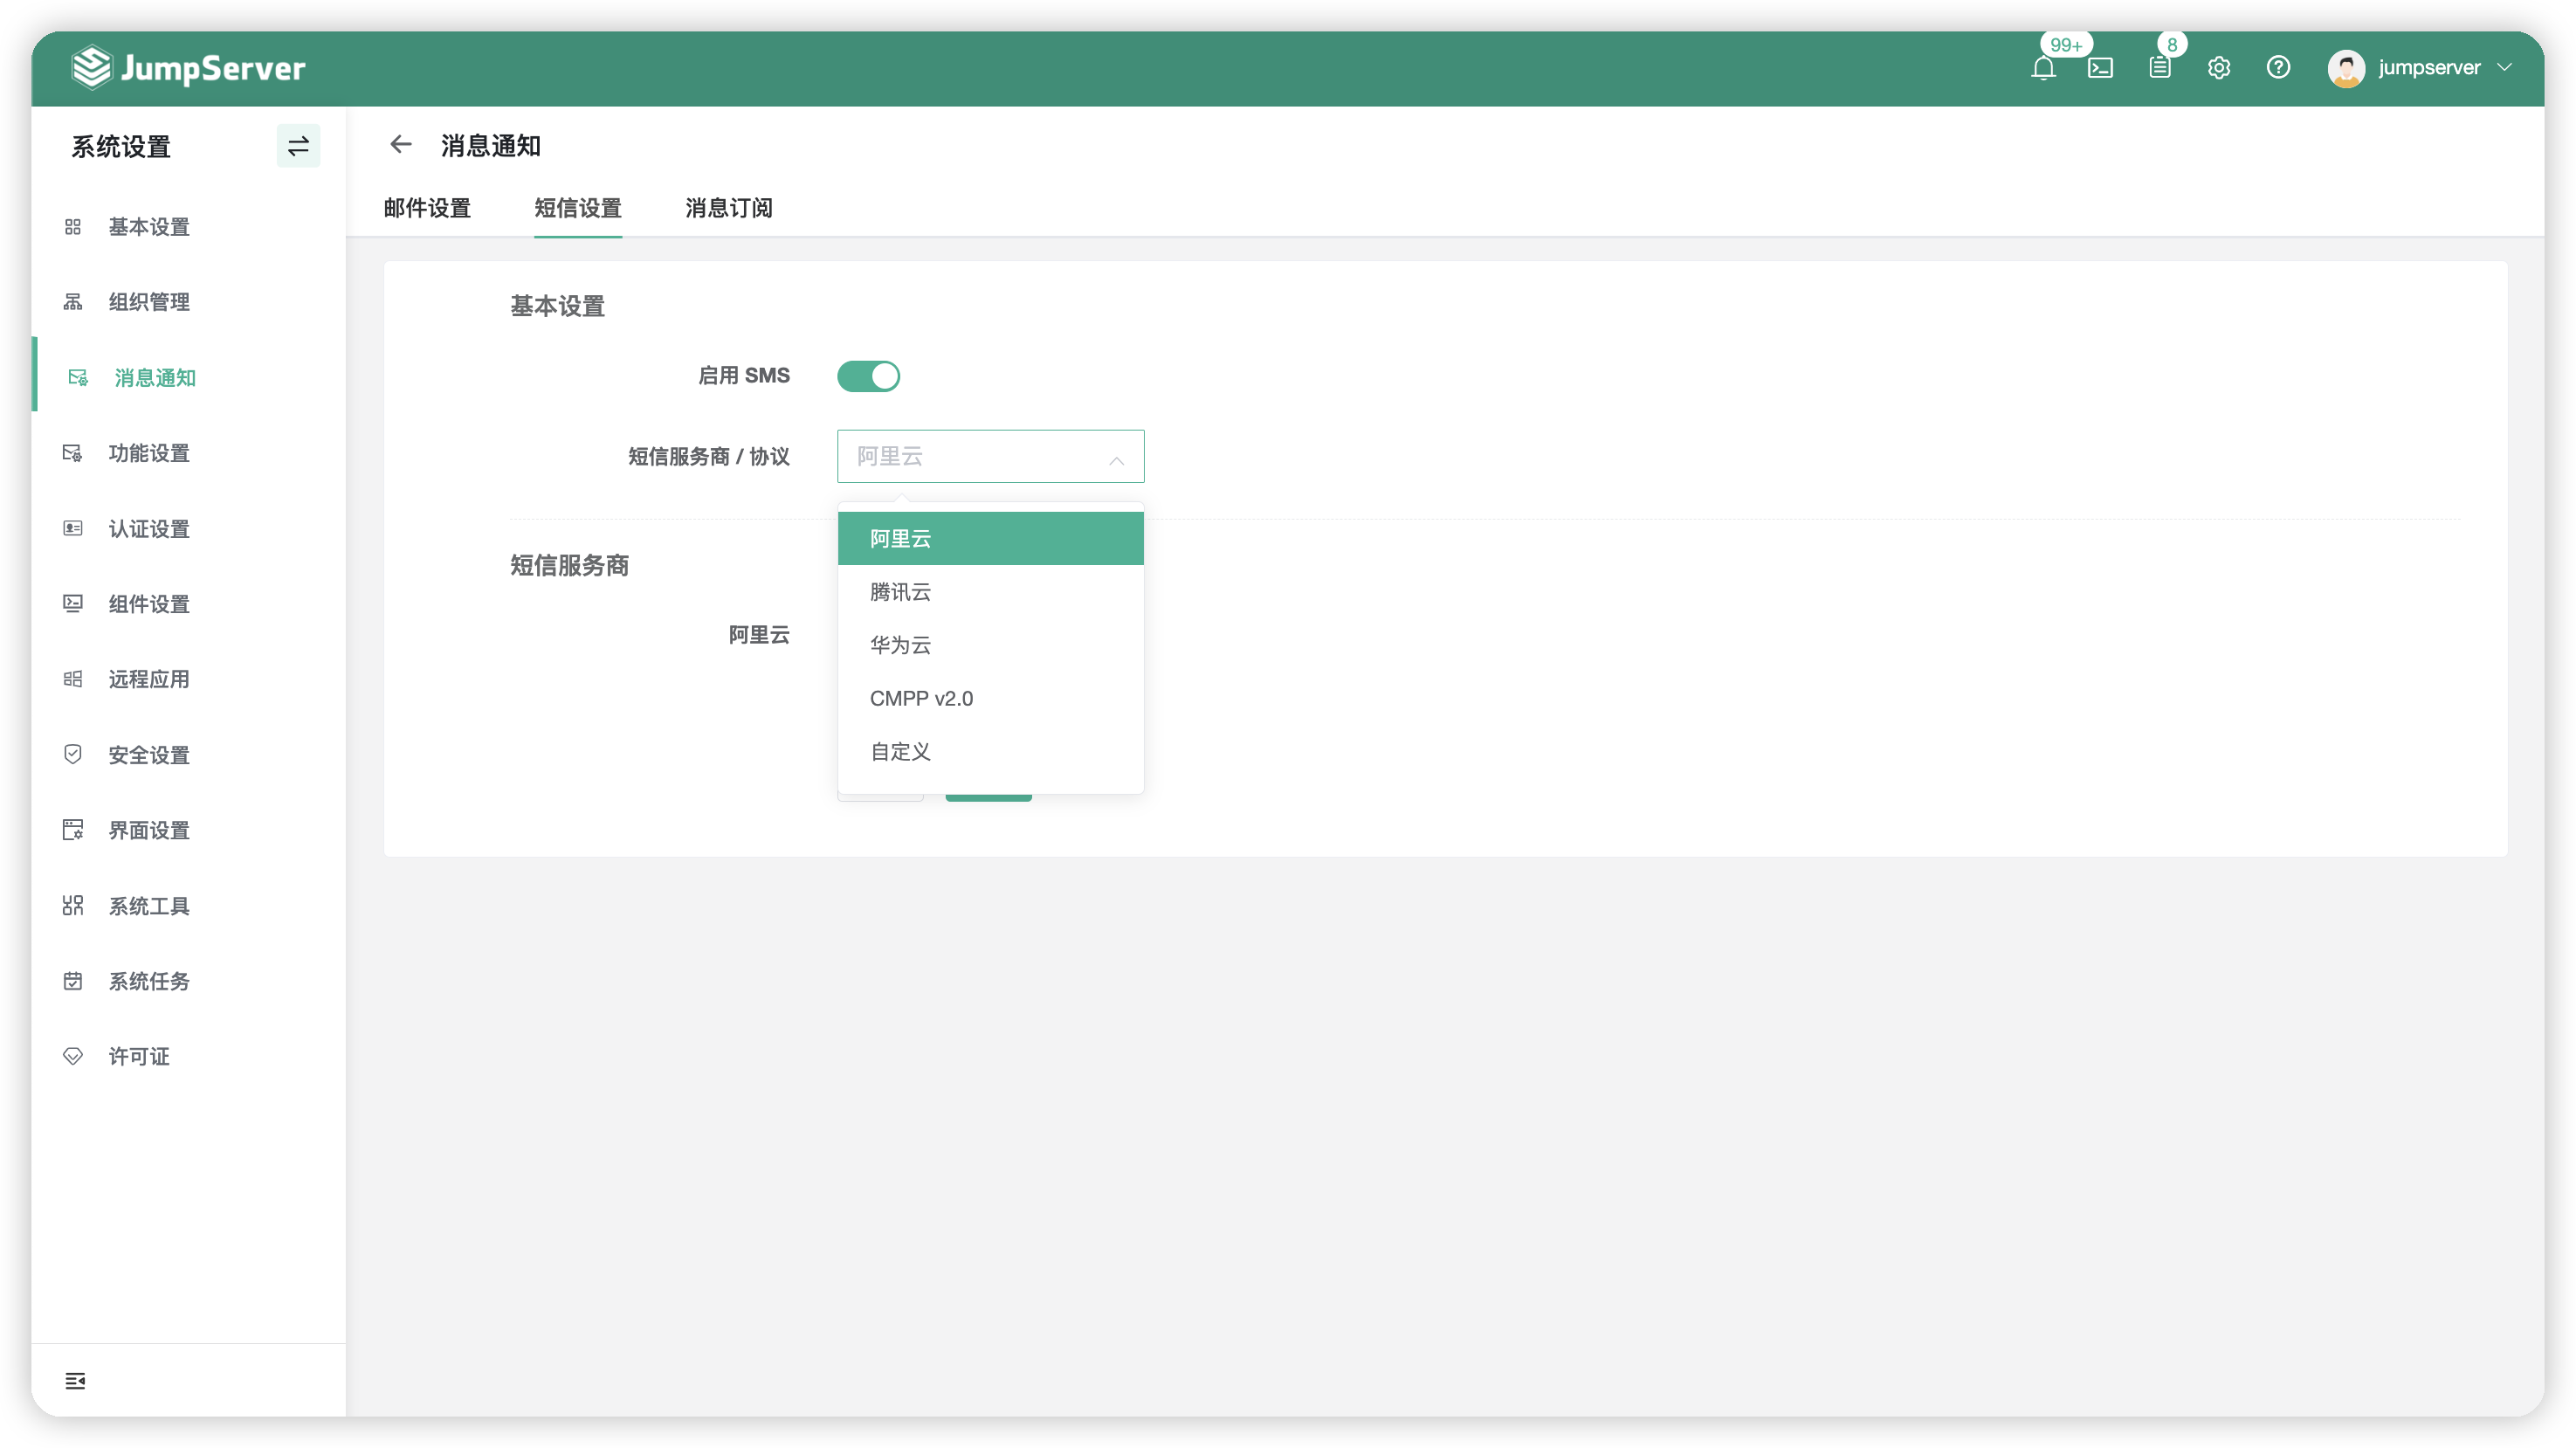 JumpServer
99+
8
jumpserver
系统设置
消息通知
邮件设置 短信设置 消息订阅
基本设置
组织管理
消息通知
功能设置
认证设置
组件设置
远程应用
安全设置
界面设置
系统工具
系统任务
许可证
基本设置
启用 SMS
短信服务商 / 协议 阿里云
阿里云
腾讯云
华为云
CMPP v2.0
自定义
短信服务商
阿里云